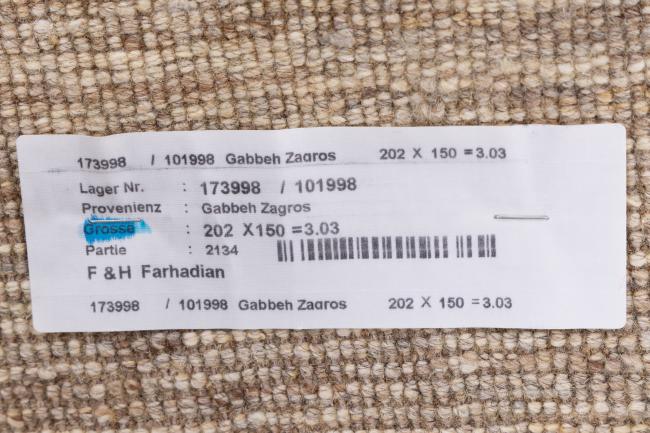 173998 / 101998 Gabbeh Zagros 202 X 150 =3.03
Lager Nr. : 173998 / 101998
Provenienz : Gabbeh Zagros
Grösse : 202 X150 =3.03
Partie : 2134
F &H Farhadian
173998 / 101998 Gabbeh Zagros 202 X 150 =3.03